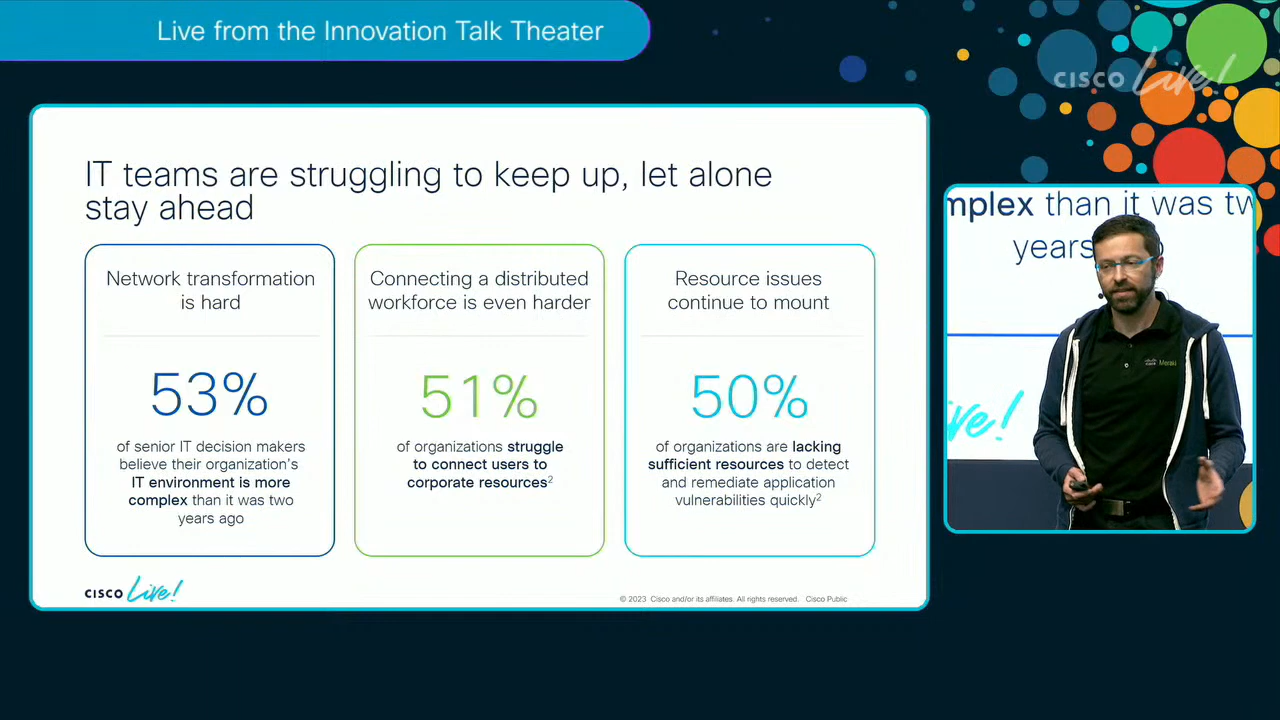 Live from the Innovation Talk Theater
CISCO Live!
IT teams are struggling to keep up, let alone
stay ahead
Network transformation
is hard
53%
of senior IT decision makers
believe their organization's
IT environment is more
complex than it was two
years ago
Connecting a distributed
workforce is even harder
51%
of organizations struggle
to connect users to
corporate resources²
Resource issues
continue to mount
50%
of organizations are lacking
sufficient resources to detect
and remediate application
vulnerabilities quickly²
CISCO Live!
© 2023 Cisco and/or its affiliates. All rights reserved. Cisco Public
mplex than it was tw
years
Meraki
ive!